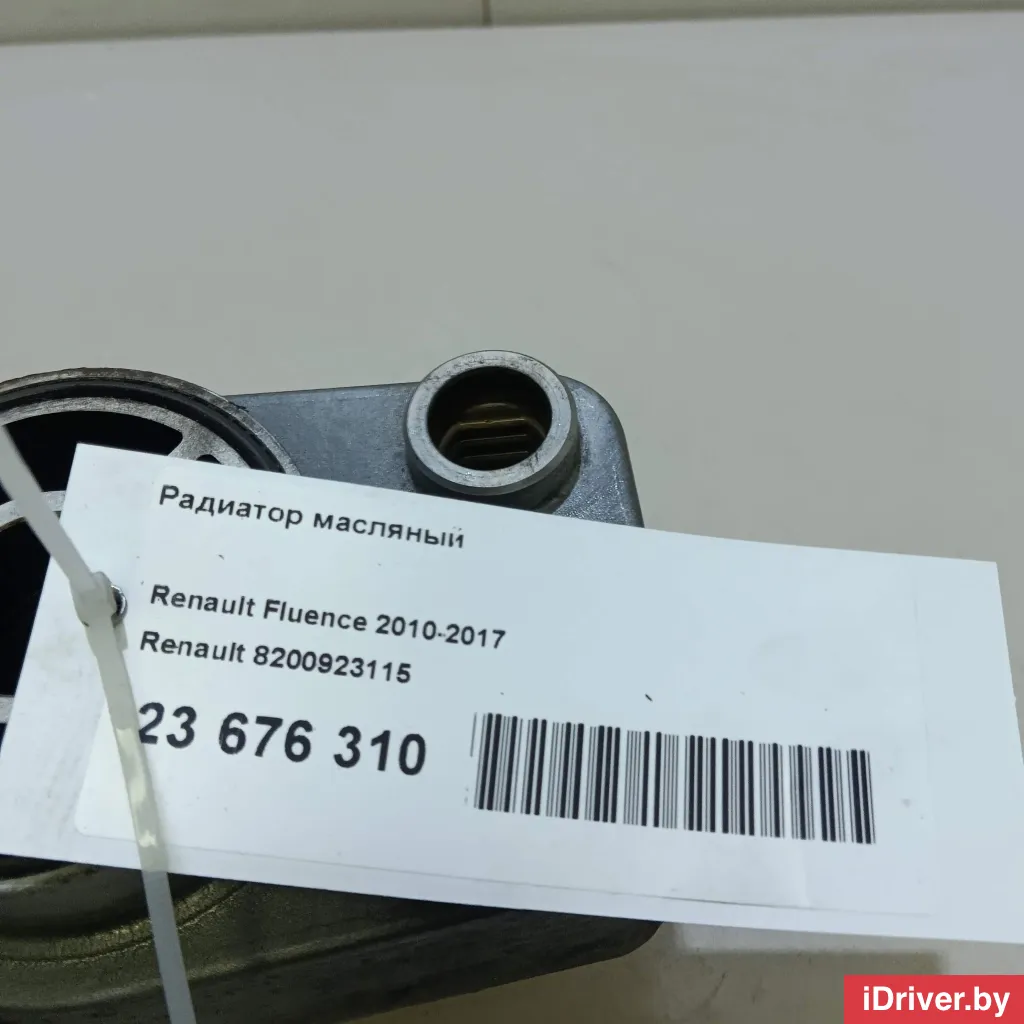 Радиатор масляный
Renault Fluence 2010-2017
Renault 8200923115
23 676 310
iDriver.by